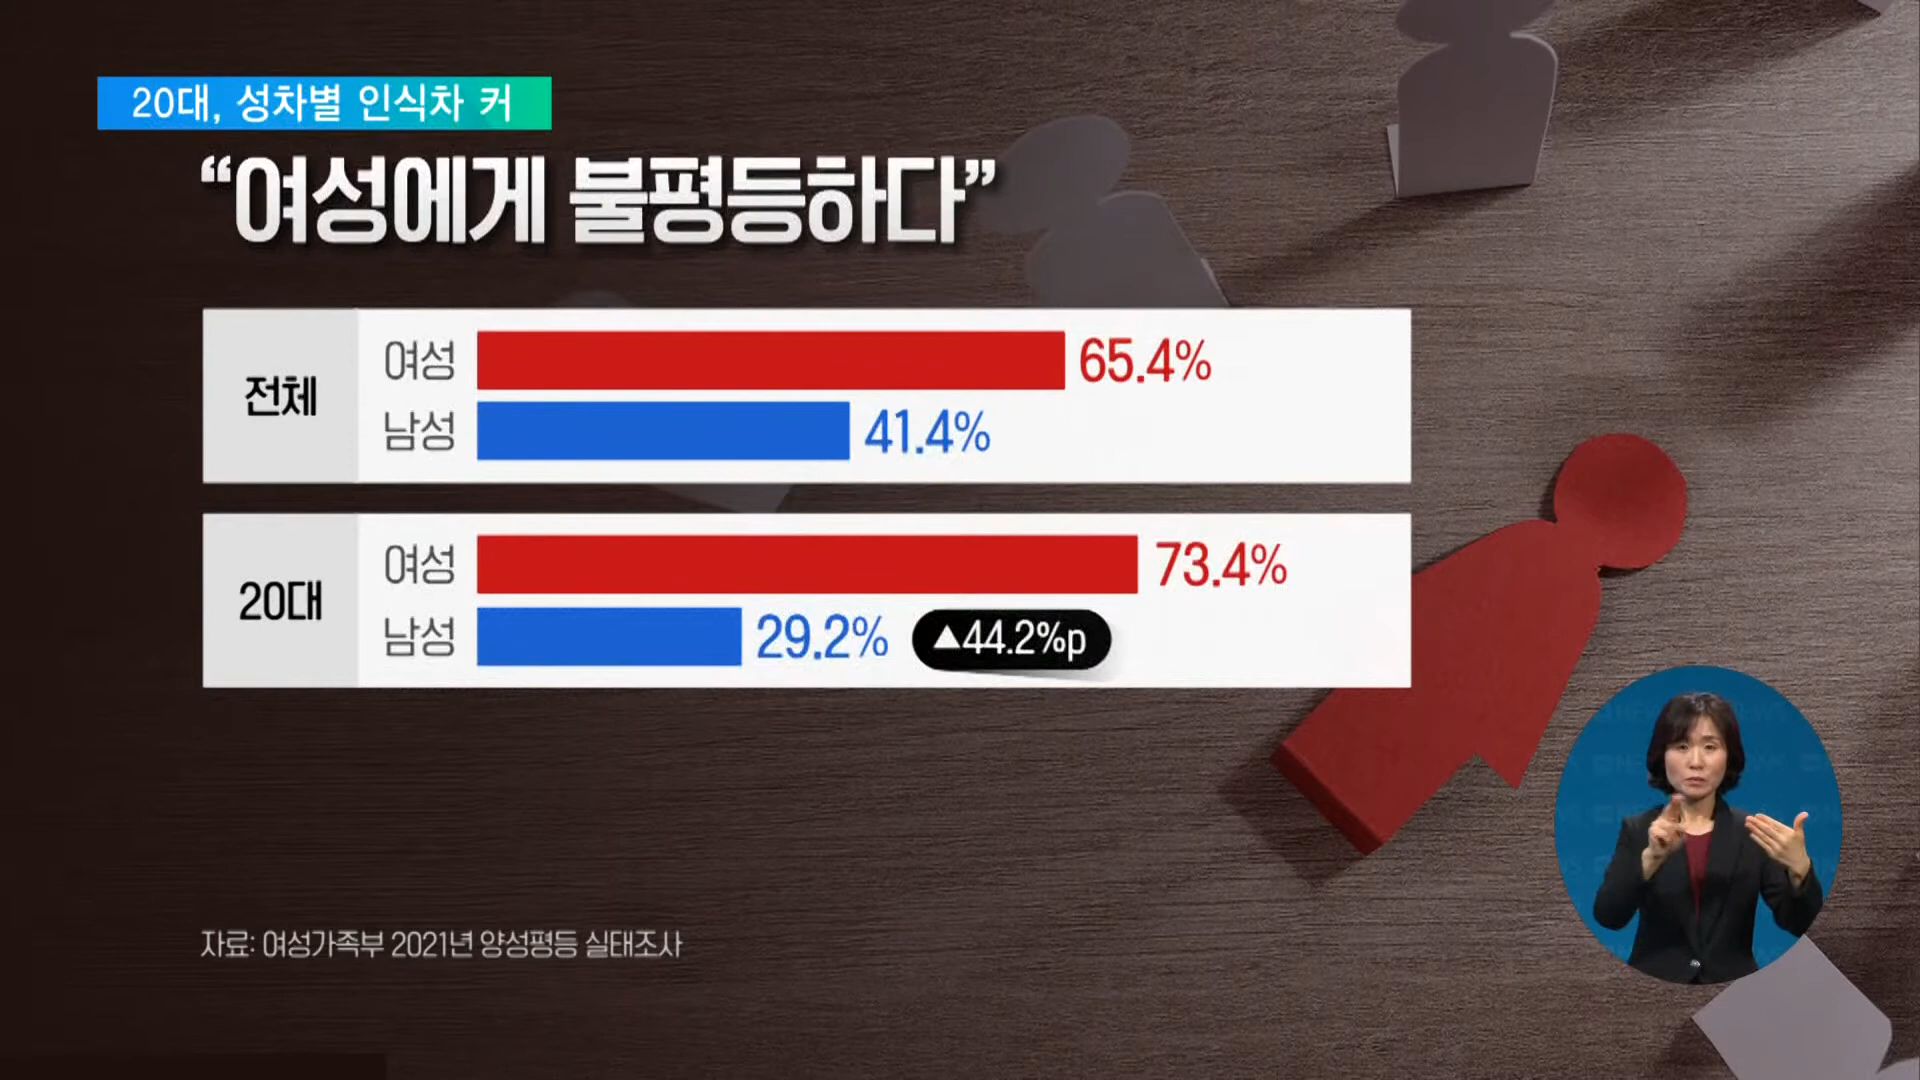 20대, 성차별 인식차 커
“여성에게 불평등하다”
전체
여성 65.4%
남성 41.4%
20대
여성 73.4%
남성 29.2% ▲44.2%p
자료: 여성가족부 2021년 양성평등 실태조사